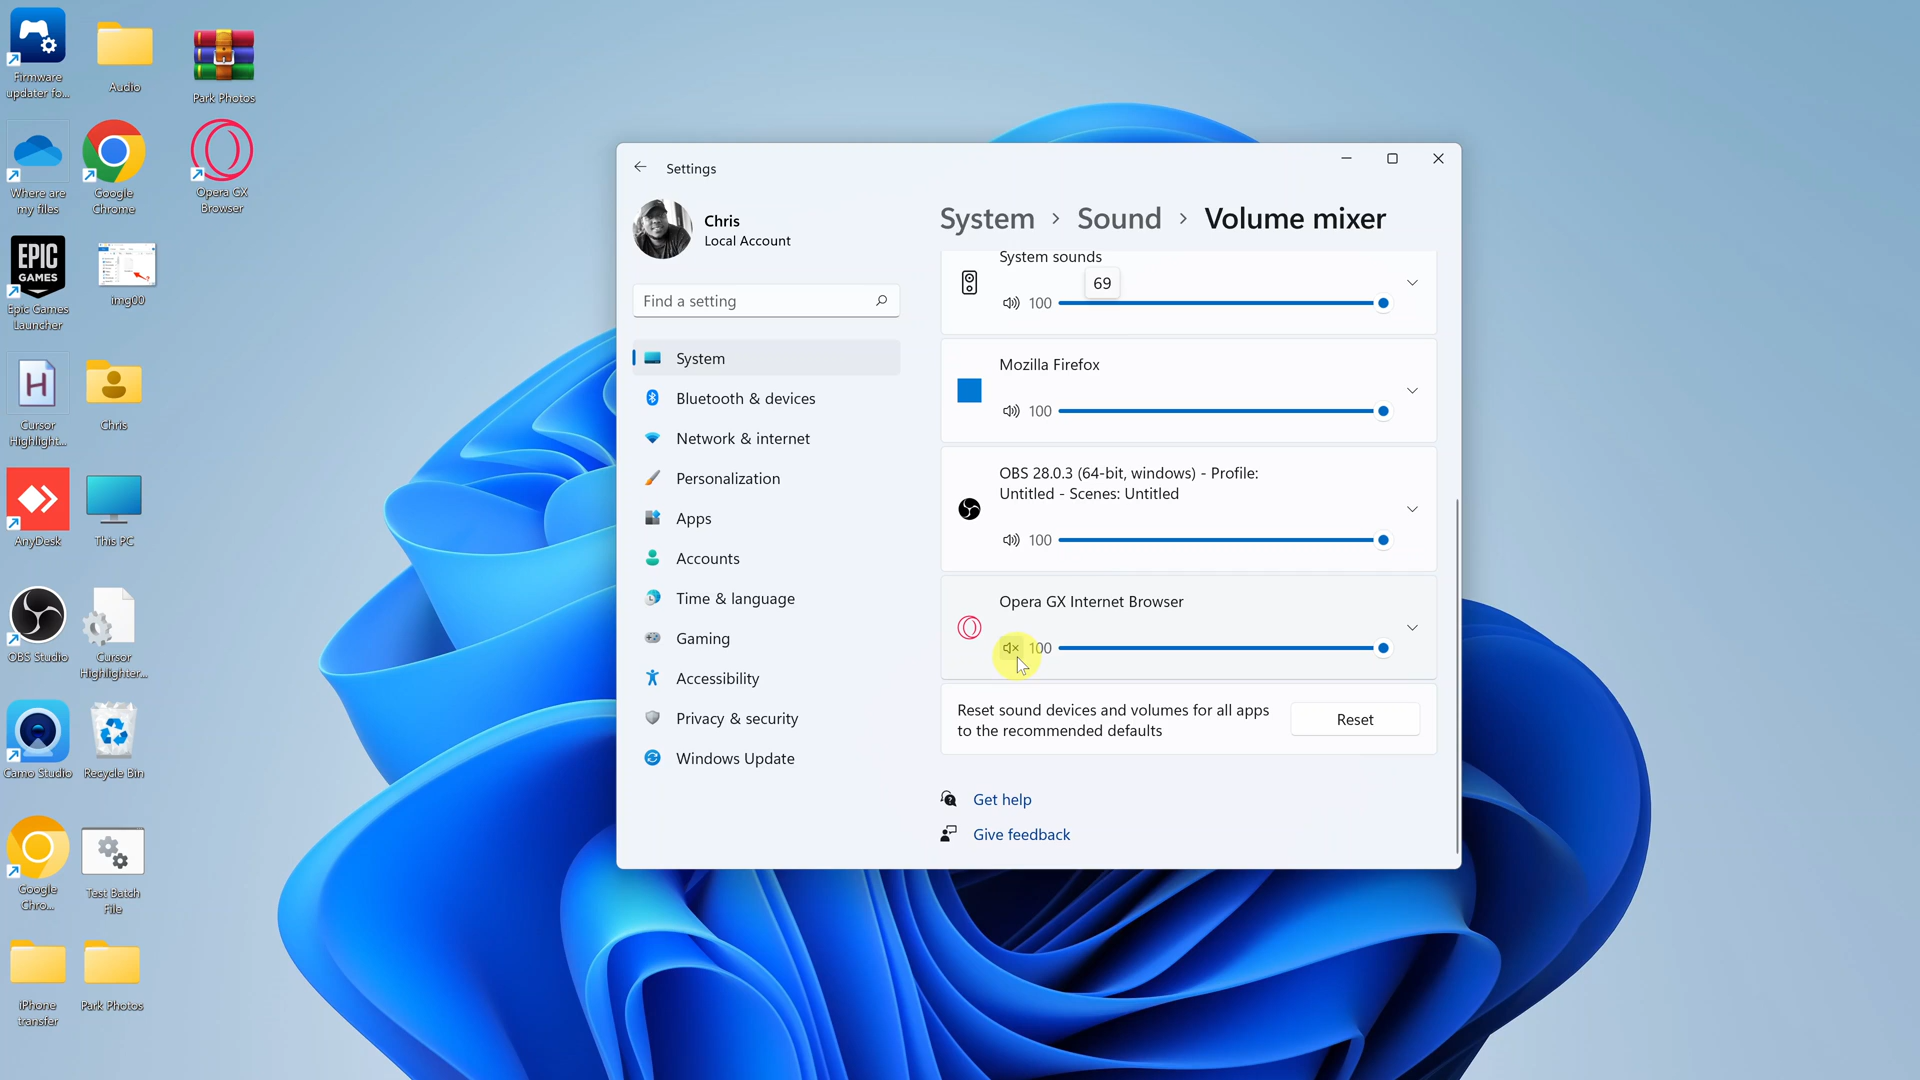 Firmware
updater fo...
Audio
Park Photos
Where are
my files
Google
Chrome
Opera GX
Browser
EPIC
GAMES
Epic Games
Launcher
img00
H
Cursor
Highlight...
Chris
AnyDesk
This PC
OBS Studio
Cursor
Highlighter...
Camo Studio
Recycle Bin
Google
Chro...
Test Batch
File
iPhone
transfer
Park Photos
Settings
Chris
Local Account
Find a setting
System
Bluetooth & devices
Network & internet
Personalization
Apps
Accounts
Time & language
Gaming
Accessibility
Privacy & security
Windows Update
System > Sound > Volume mixer
System sounds
69
100
Mozilla Firefox
100
OBS 28.0.3 (64-bit, windows) - Profile:
Untitled - Scenes: Untitled
100
Opera GX Internet Browser
100
Reset sound devices and volumes for all apps
to the recommended defaults
Reset
Get help
Give feedback